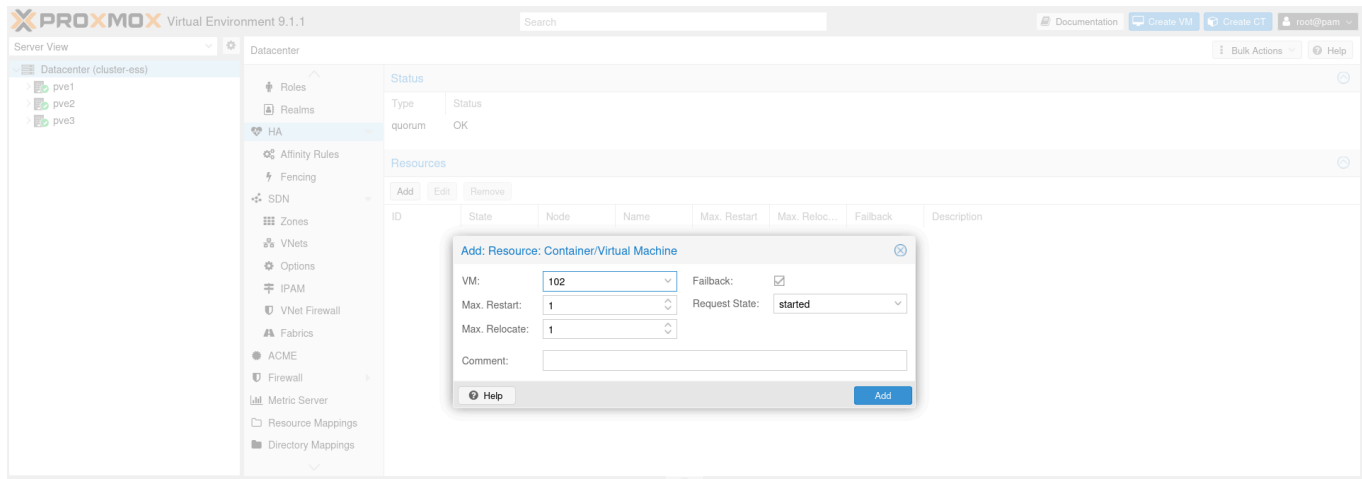 PROXMOX Virtual Environment 9.1.1 Search Documentation Create VM Create CT root@pam
Server View Datacenter Bulk Actions Help
Datacenter (cluster-ess)
pve1
pve2
pve3
Roles
Realms
HA
Affinity Rules
Fencing
SDN
Zones
VNets
Options
IPAM
VNet Firewall
Fabrics
ACME
Firewall
Metric Server
Resource Mappings
Directory Mappings
Status
Type Status
quorum OK
Resources
Add Edit Remove
ID State Node Name Max. Restart Max. Reloc... Failback Description
Add: Resource: Container/Virtual Machine
VM: 102 Failback:
Max. Restart: 1 Request State: started
Max. Relocate: 1
Comment:
Help Add